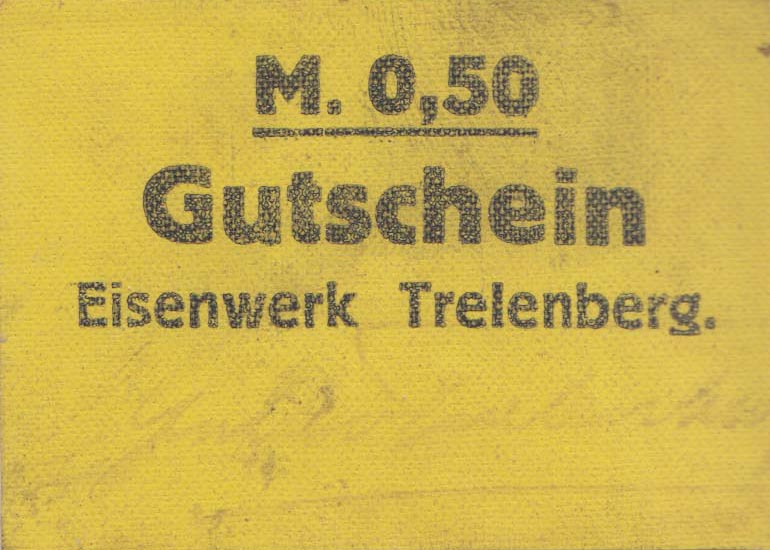 M. 0,50
Gutschein
Eisenwerk Trelenberg.